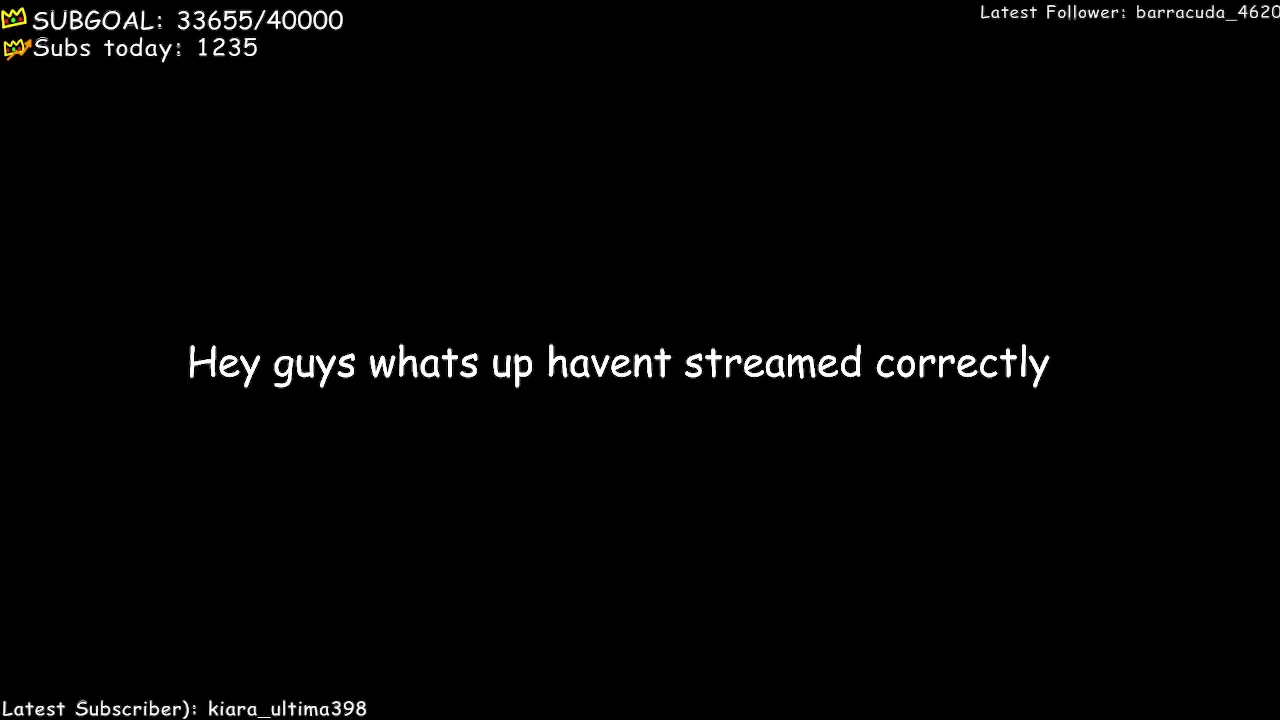 SUBGOAL: 33655/40000
Latest Follower: barracuda_4620
Subs today: 1235
Hey guys whats up havent streamed correctly
Latest Subscriber): kiara_ultima398